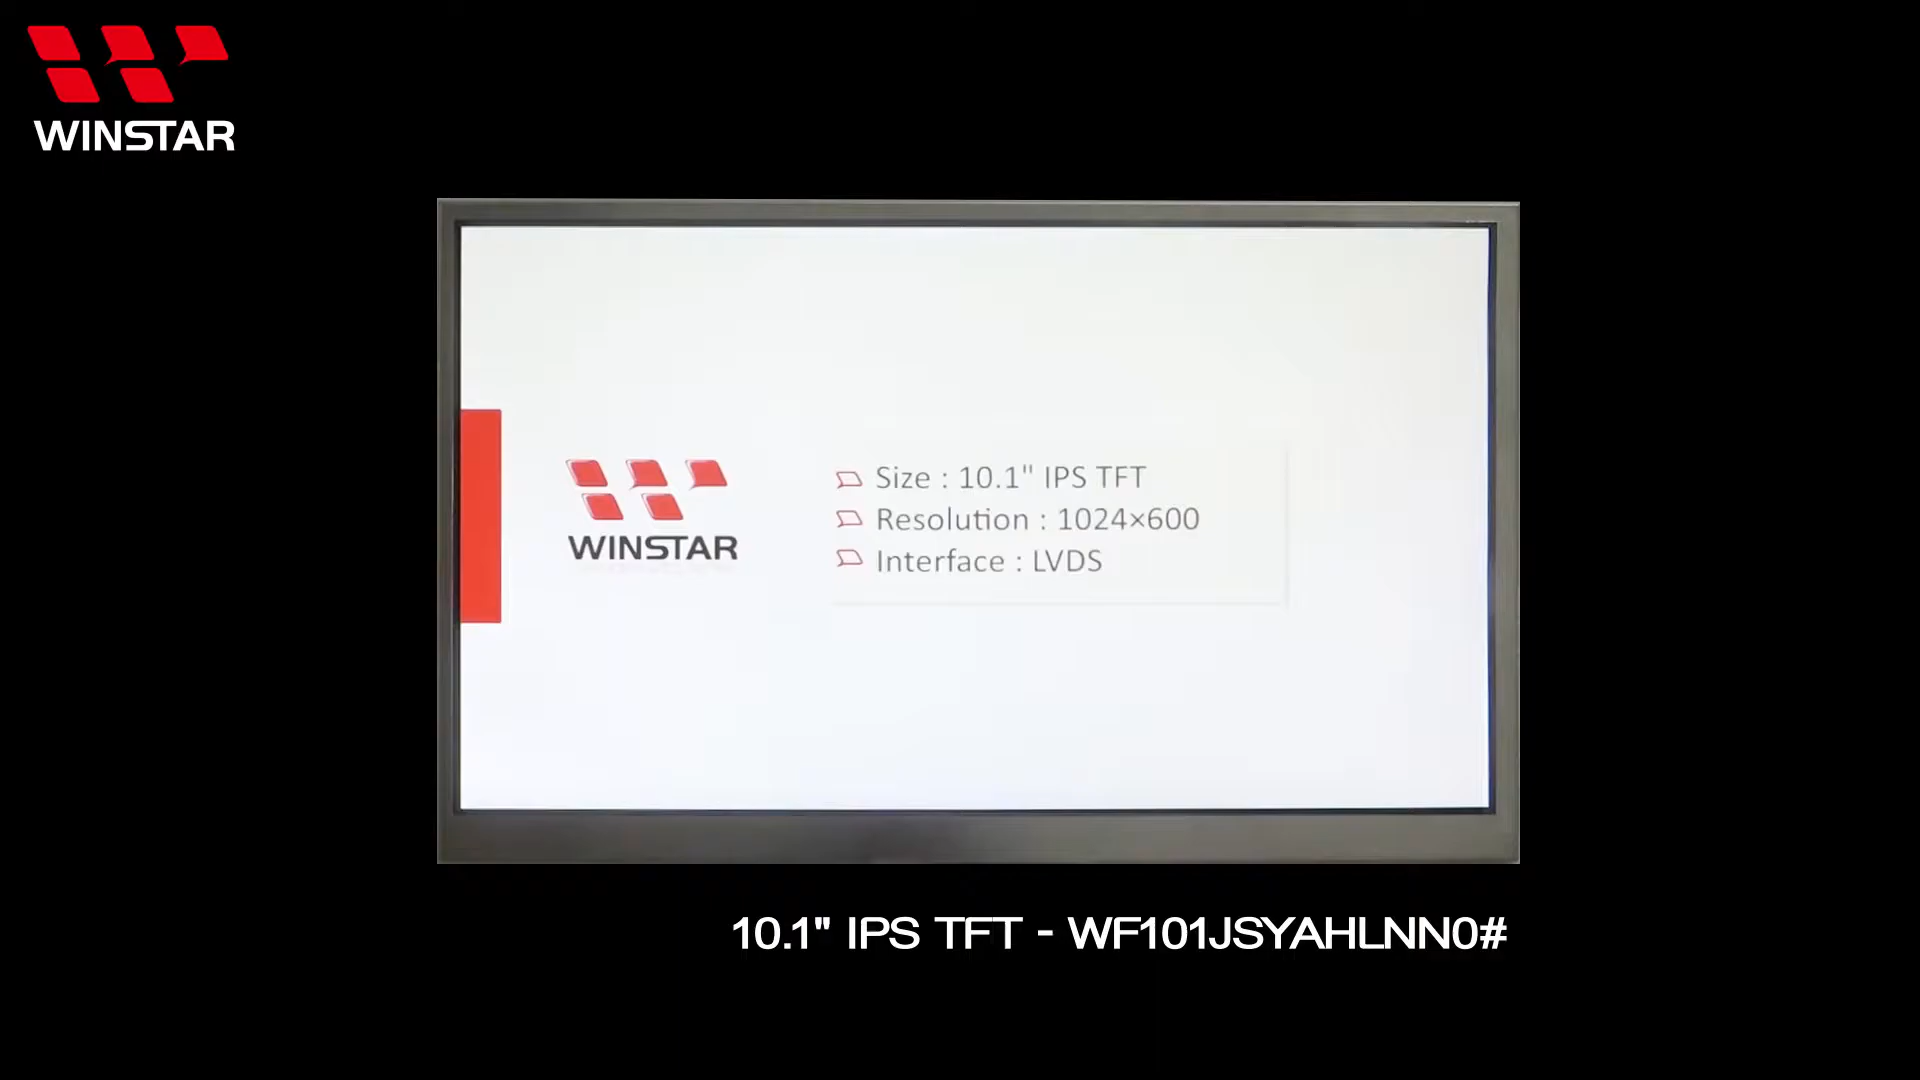 WINSTAR
WINSTAR
Size : 10.1" IPS TFT
Resolution : 1024×600
Interface : LVDS
10.1" IPS TFT - WF101JSYAHLNN0#